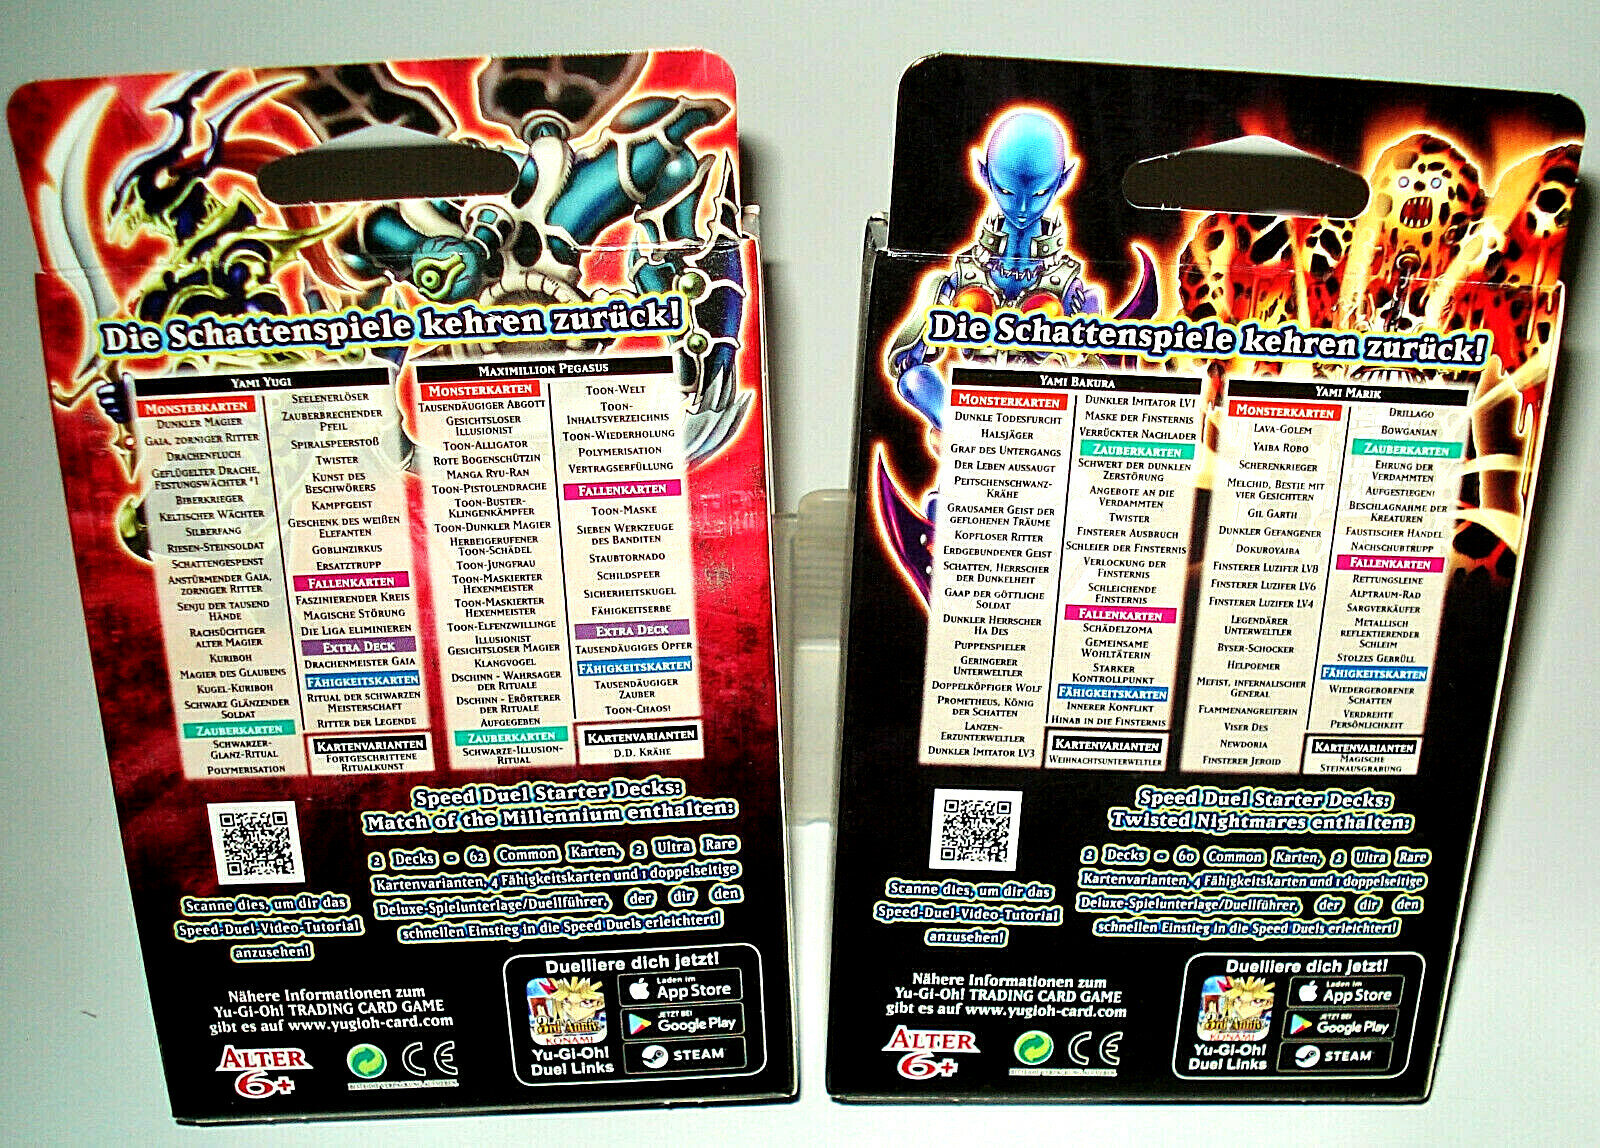 Die Schattenspiele kehren zurück!
Yami Yugi
Monsterkarten
Dunkler Magier
Gaia, zorniger Ritter
Drachenfluch
Geflügelter Drache,
Festungswächter #1
Biberkrieger
Keltischer Wächter
Silberfang
Riesen-Steinsoldat
Schattengespenst
Anstürmender Gaia,
zorniger Ritter
Senju der tausend
Hände
Rachsüchtiger
alter Magier
Kuriboh
Magier des Glaubens
Kugel-Kuriboh
Schwarz Glänzender
Soldat
Zauberkarten
Schwarzer-
Glanz-Ritual
Polymerisation
Seelenerlöser
Zauberbrechender
Pfeil
Spiralspeerstoß
Twister
Kunst des
Beschwörers
Kampfgeist
Geschenk des weißen
Elefanten
Goblinzirkus
Ersatztrupp
Fallenkarten
Faszinierender Kreis
Magische Störung
Die Liga eliminieren
Extra Deck
Drachenmeister Gaia
Fähigkeitskarten
Ritual der schwarzen
Meisterschaft
Ritter der Legende
Kartenvarianten
Fortgeschrittene
Ritualkunst
Maximillion Pegasus
Monsterkarten
Tausendäugiger Abgott
Gesichtsloser
Illusionist
Toon-Alligator
Rote Bogenschützin
Manga Ryu-Ran
Toon-Pistolendrache
Toon-Buster-
Klingenkämpfer
Toon-Dunkler Magier
Herbeigerufener
Toon-Schädel
Toon-Jungfrau
Toon-Maskierter
Hexenmeister
Toon-Maskierter
Hexenmeister
Toon-Elfenzwillinge
Illusionist
Gesichtsloser Magier
Klangvogel
Dschinn - Wahrsager
der Rituale
Dschinn - Erörterer
der Rituale
Aufgegeben
Zauberkarten
Schwarze-Illusion-
Ritual
Toon-Welt
Toon-
Inhaltsverzeichnis
Toon-Wiederholung
Polymerisation
Vertragserfüllung
Fallenkarten
Toon-Maske
Sieben Werkzeuge
des Banditen
Staubtornado
Schildspeer
Sicherheitskugel
Fähigkeitserbe
Extra Deck
Tausendäugiges Opfer
Fähigkeitskarten
Tausendäugiger
Zauber
Toon-Chaos!
Kartenvarianten
D.D. Krähe
Speed Duel Starter Decks:
Match of the Millennium enthalten:
2 Decks = 62 Common Karten, 2 Ultra Rare
Kartenvarianten, 4 Fähigkeitskarten und 1 doppelseitige
Deluxe-Spielunterlage/Duellführer, der dir den
schnellen Einstieg in die Speed Duels erleichtert!
Scanne dies, um dir das
Speed-Duel-Video-Tutorial
anzusehen!
Nähere Informationen zum
Yu-Gi-Oh! TRADING CARD GAME
gibt es auf www.yugioh-card.com
ALTER
6+
CE
Duelliere dich jetzt!
3rd Anniv.
KONAMI
Yu-Gi-Oh!
Duel Links
Laden im
App Store
JETZT BEI
Google Play
STEAM
Die Schattenspiele kehren zurück!
Yami Bakura
Monsterkarten
Dunkle Todesfurcht
Halsjäger
Graf des Untergangs
Der Leben aussaugt
Peitschenschwanz-
Krähe
Grausamer Geist der
geflohenen Träume
Kopfloser Ritter
Erdgebundener Geist
Schatten, Herrscher
der Dunkelheit
Gaap der göttliche
Soldat
Dunkler Herrscher
Ha Des
Puppenspieler
Geringerer
Unterweltler
Doppelköpfiger Wolf
Prometheus, König
der Schatten
Lanzen-
Erzunterweltler
Dunkler Imitator LV3
Dunkler Imitator LV1
Maske der Finsternis
Verrückter Nachlader
Zauberkarten
Schwert der dunklen
Zerstörung
Angebote an die
Verdammten
Twister
Finsterer Ausbruch
Schleier der Finsternis
Verlockung der
Finsternis
Schleichende
Finsternis
Fallenkarten
Schädelzoma
Gemeinsame
Wohltäterin
Starker
Kontrollpunkt
Fähigkeitskarten
Innerer Konflikt
Hinab in die Finsternis
Kartenvarianten
Weihnachtsunterweltler
Yami Marik
Monsterkarten
Lava-Golem
Yaiba Robo
Scherenkrieger
Melchid, Bestie mit
vier Gesichtern
Gil Garth
Dunkler Gefangener
Dokuroyaiba
Finsterer Luzifer LV8
Finsterer Luzifer LV6
Finsterer Luzifer LV4
Legendärer
Unterweltler
Byser-Schocker
Helpoemer
Mefist, infernalischer
General
Flammenangreiferin
Viser Des
Newdoria
Finsterer Jeroid
Drillago
Bowganian
Zauberkarten
Ehrung der
Verdammten
Aufgestiegen!
Beschlagnahme der
Kreaturen
Faustischer Handel
Nachschubtrupp
Fallenkarten
Rettungsleine
Alptraum-Rad
Sargverkäufer
Metallisch
reflektierender
Schleim
Stolzes Gebrüll
Fähigkeitskarten
Wiedergeborener
Schatten
Verdrehte
Persönlichkeit
Kartenvarianten
Magische
Steinausgrabung
Speed Duel Starter Decks:
Twisted Nightmares enthalten:
2 Decks = 60 Common Karten, 2 Ultra Rare
Kartenvarianten, 4 Fähigkeitskarten und 1 doppelseitige
Deluxe-Spielunterlage/Duellführer, der dir den
schnellen Einstieg in die Speed Duels erleichtert!
Scanne dies, um dir das
Speed-Duel-Video-Tutorial
anzusehen!
Nähere Informationen zum
Yu-Gi-Oh! TRADING CARD GAME
gibt es auf www.yugioh-card.com
ALTER
6+
CE
Duelliere dich jetzt!
3rd Anniv.
KONAMI
Yu-Gi-Oh!
Duel Links
Laden im
App Store
JETZT BEI
Google Play
STEAM